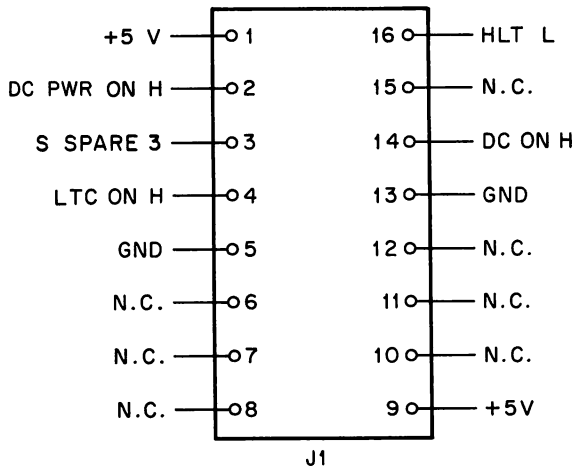 +5 V 1 16 HLT L
DC PWR ON H 2 15 N.C.
S SPARE 3 3 14 DC ON H
LTC ON H 4 13 GND
GND 5 12 N.C.
N.C. 6 11 N.C.
N.C. 7 10 N.C.
N.C. 8 9 +5V
J1